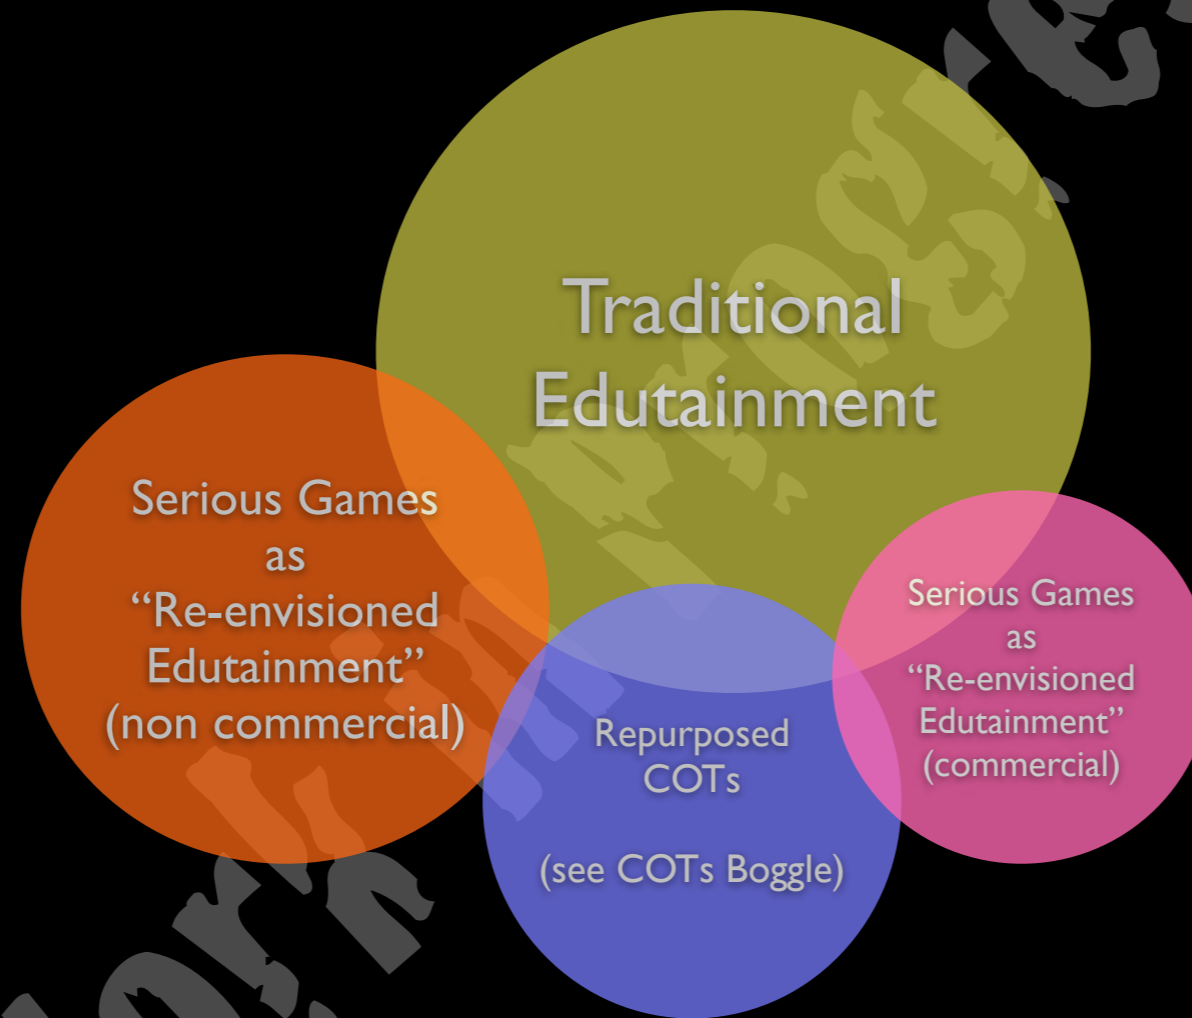 Traditional
Edutainment
Serious Games
as
“Re-envisioned
Edutainment”
(non commercial)
Serious Games
as
“Re-envisioned
Edutainment”
(commercial)
Repurposed
COTs
(see COTs Boggle)